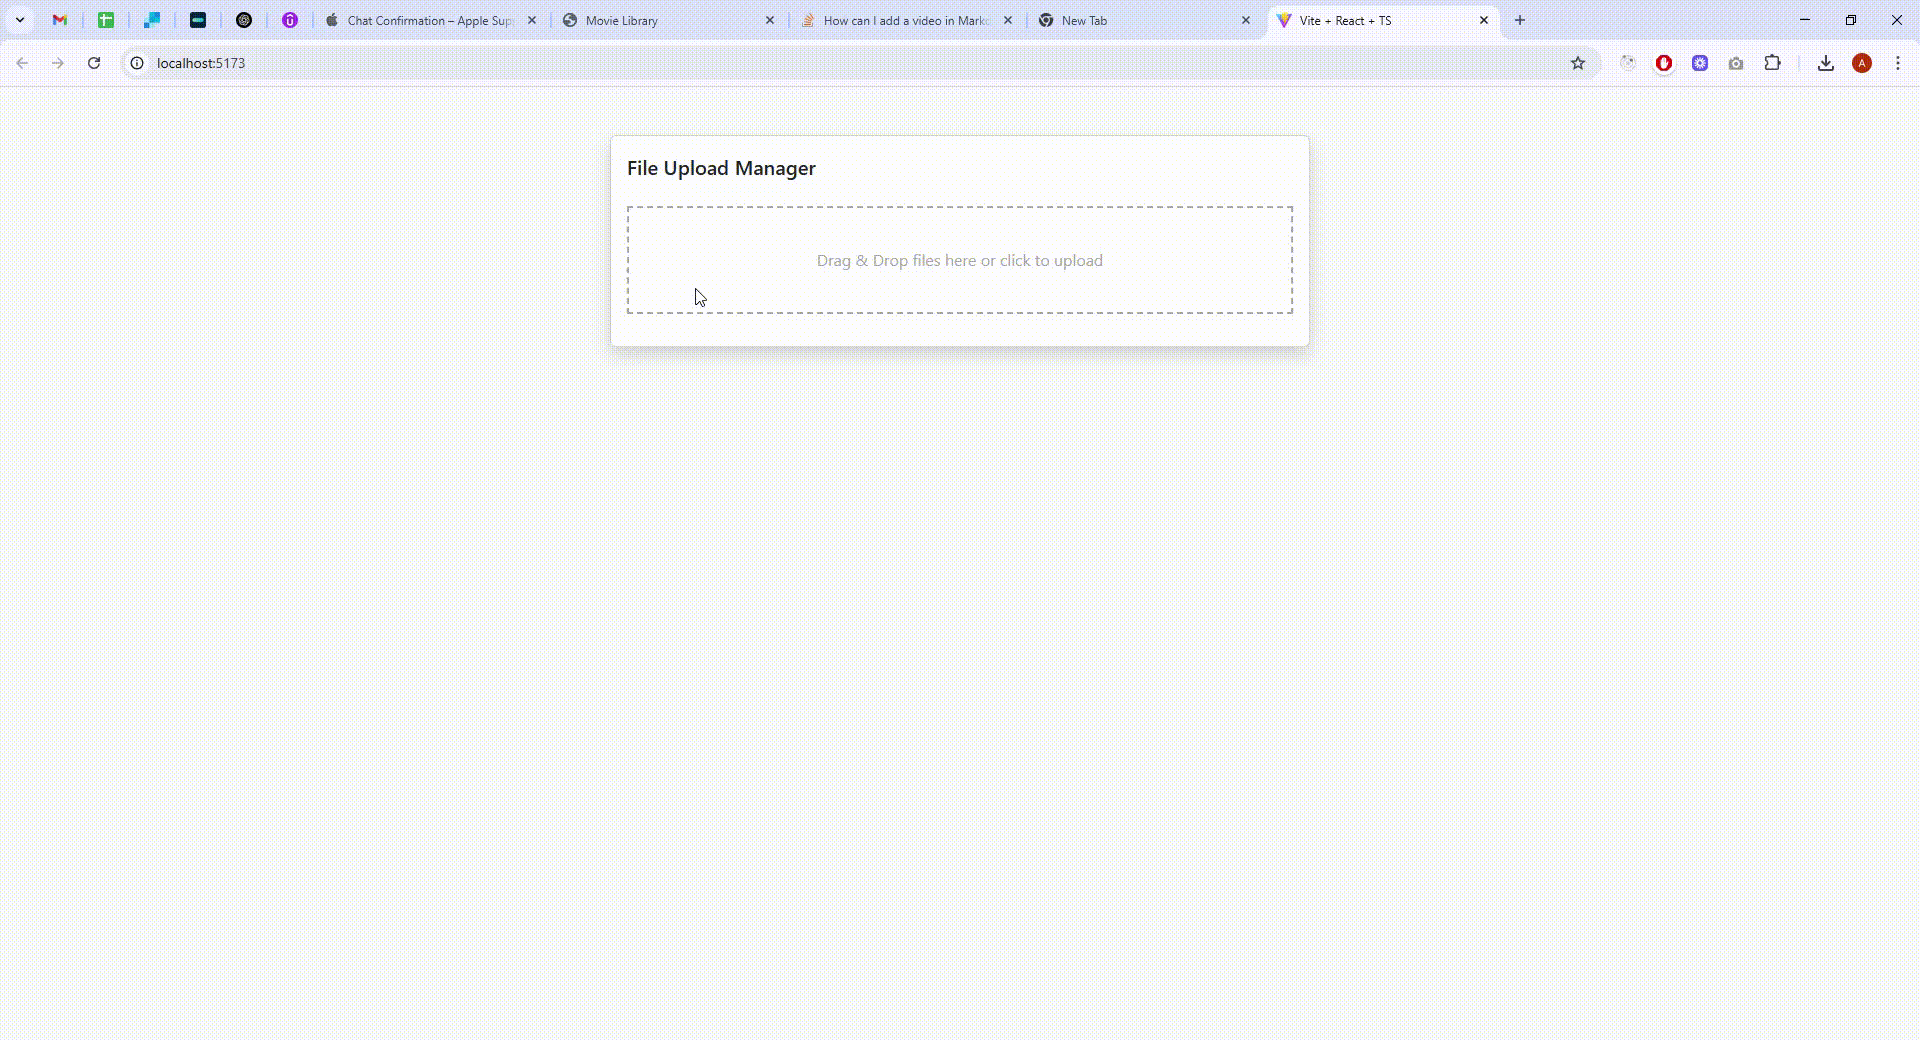 Chat Confirmation – Apple Sup
Movie Library
How can I add a video in Mark
New Tab
Vite + React + TS
localhost:5173
A
File Upload Manager
Drag & Drop files here or click to upload